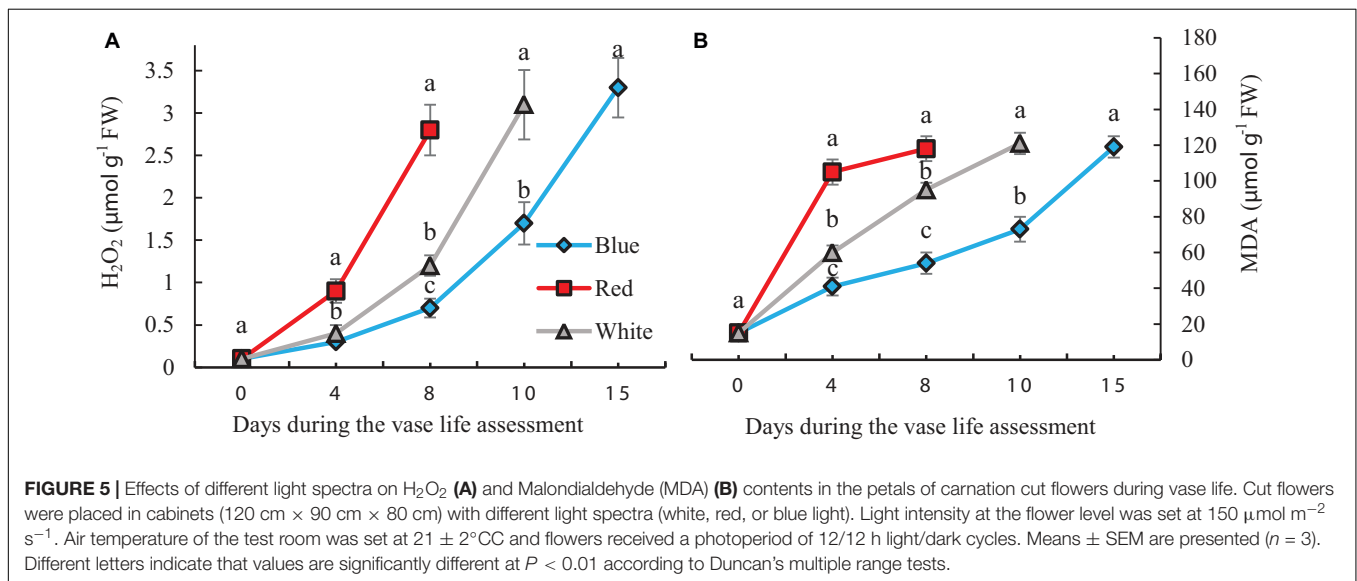 A
H₂O₂ (µmol g⁻¹ FW)
3.5
3
2.5
2
1.5
1
0.5
0
a
a
a
a
a
b
b
b
c
Blue
Red
White
0 4 8 10 15
Days during the vase life assessment
B
MDA (µmol g⁻¹ FW)
180
160
140
120
100
80
60
40
20
0
a
a
a
a
a
b
b
b
c
c
0 4 8 10 15
Days during the vase life assessment
FIGURE 5 | Effects of different light spectra on H₂O₂ (A) and Malondialdehyde (MDA) (B) contents in the petals of carnation cut flowers during vase life. Cut flowers
were placed in cabinets (120 cm × 90 cm × 80 cm) with different light spectra (white, red, or blue light). Light intensity at the flower level was set at 150 µmol m⁻²
s⁻¹. Air temperature of the test room was set at 21 ± 2°CC and flowers received a photoperiod of 12/12 h light/dark cycles. Means ± SEM are presented (n = 3).
Different letters indicate that values are significantly different at P < 0.01 according to Duncan's multiple range tests.